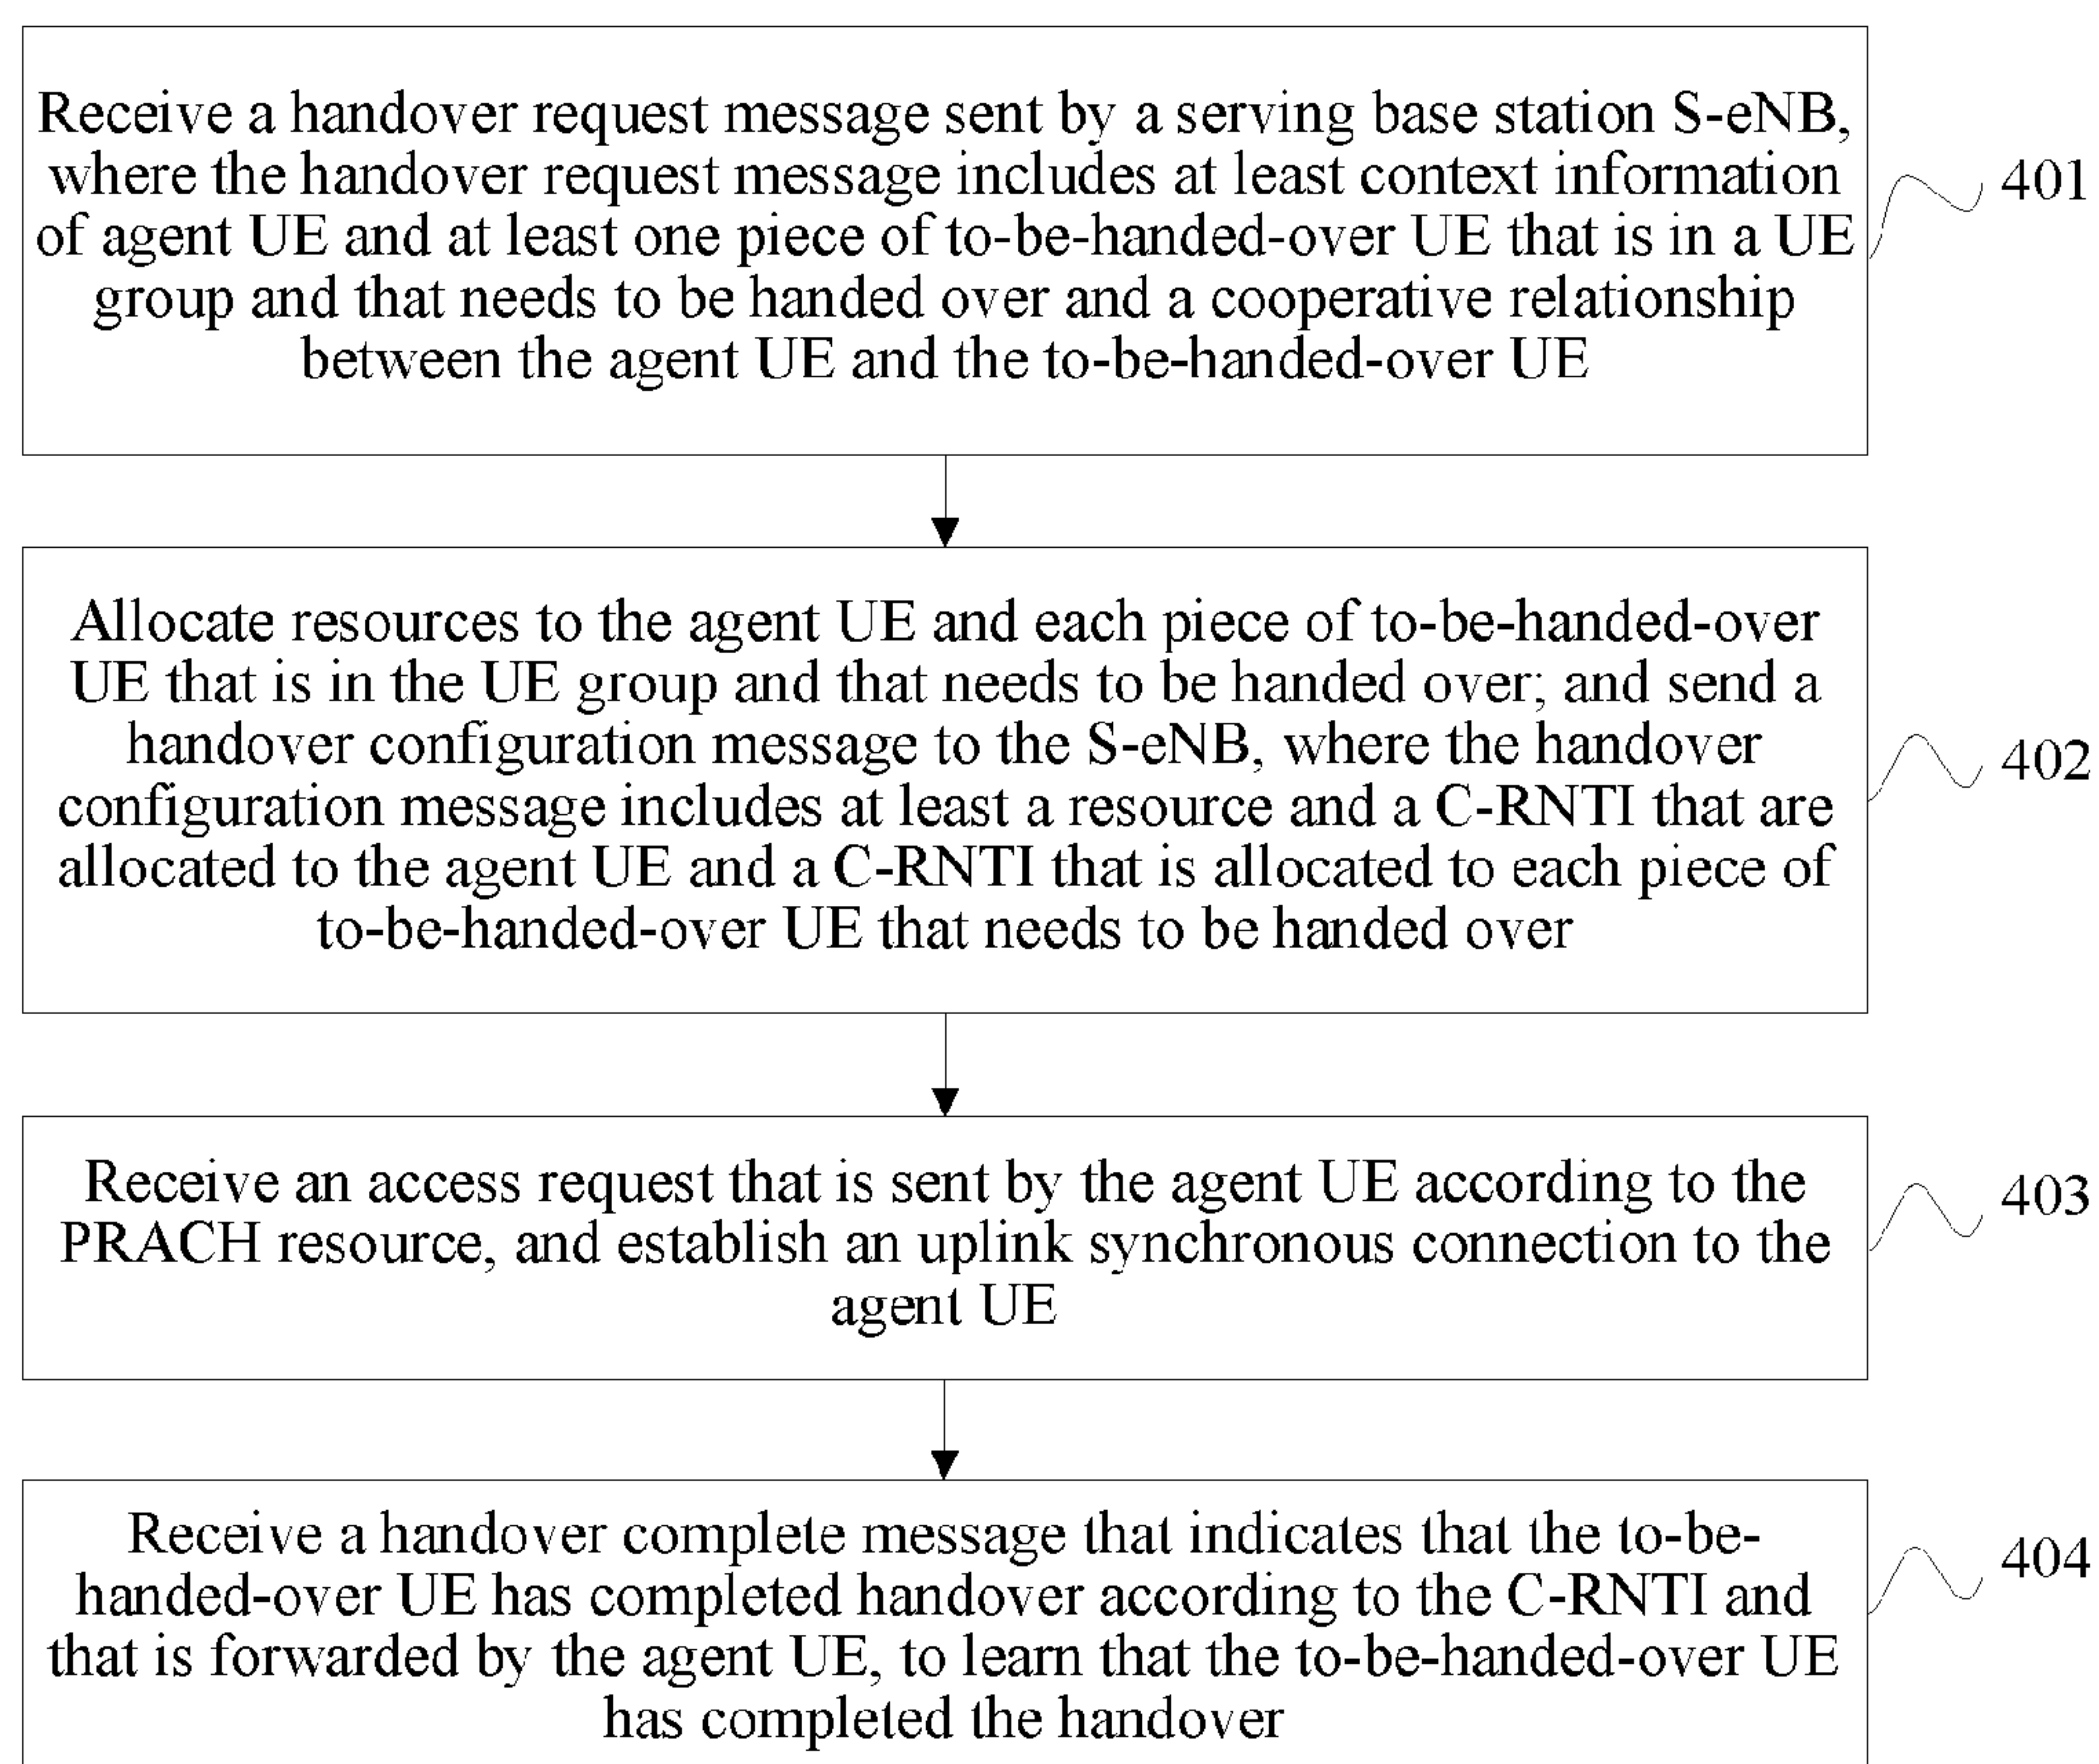 Receive a handover request message sent by a serving base station S-eNB,
where the handover request message includes at least context information
of agent UE and at least one piece of to-be-handed-over UE that is in a UE
group and that needs to be handed over and a cooperative relationship
between the agent UE and the to-be-handed-over UE
401
Allocate resources to the agent UE and each piece of to-be-handed-over
UE that is in the UE group and that needs to be handed over; and send a
handover configuration message to the S-eNB, where the handover
configuration message includes at least a resource and a C-RNTI that are
allocated to the agent UE and a C-RNTI that is allocated to each piece of
to-be-handed-over UE that needs to be handed over
402
Receive an access request that is sent by the agent UE according to the
PRACH resource, and establish an uplink synchronous connection to the
agent UE
403
Receive a handover complete message that indicates that the to-be-
handed-over UE has completed handover according to the C-RNTI and
that is forwarded by the agent UE, to learn that the to-be-handed-over UE
has completed the handover
404